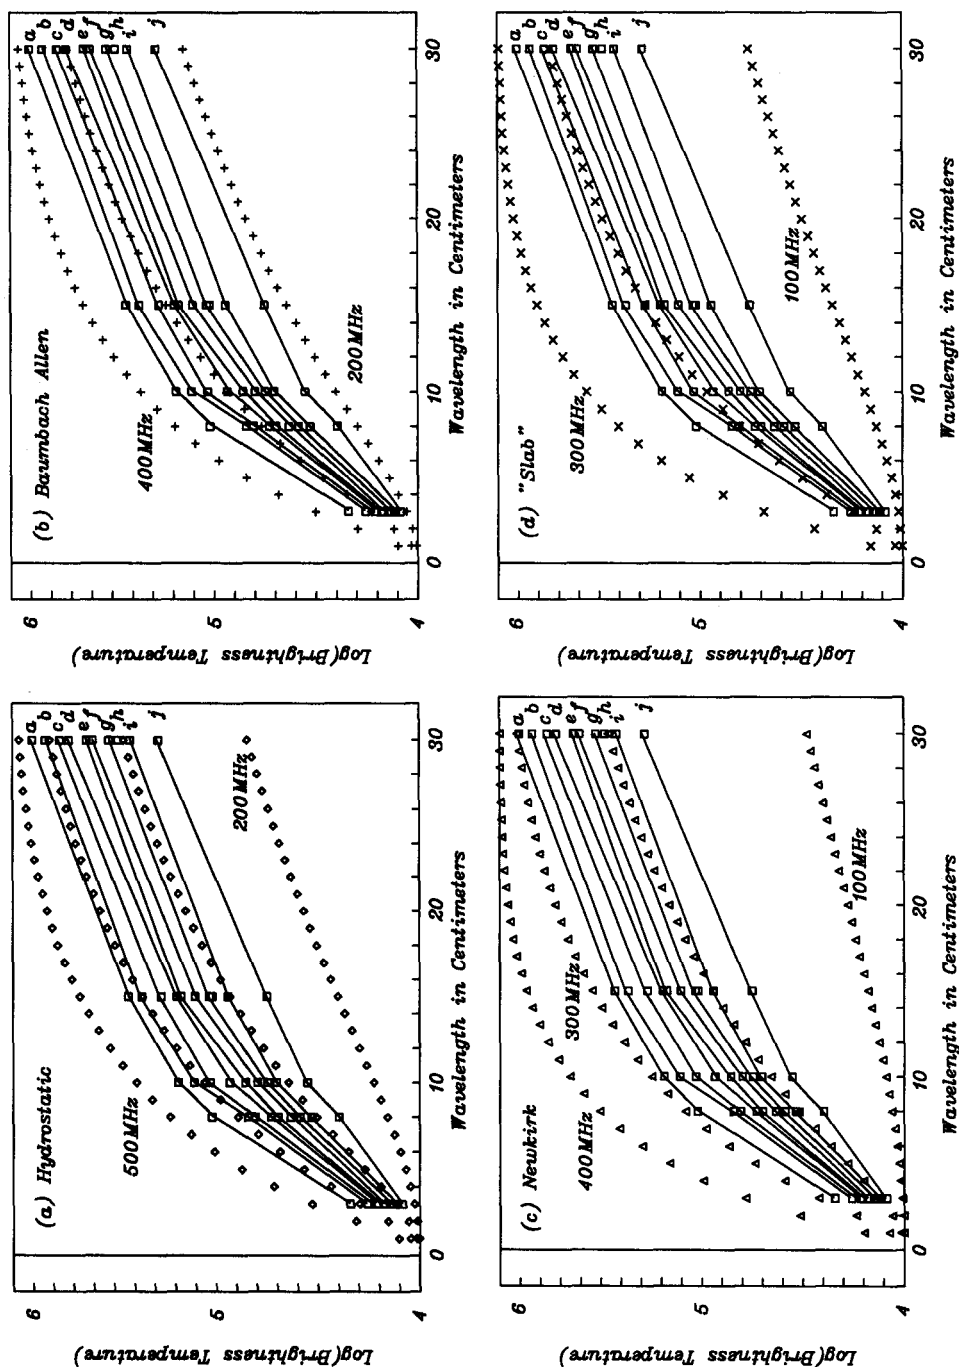 (a) Hydrostatic
500MHz
200MHz
a
b
c
d
e
f
g
h
i
j
6
5
4
0
10
20
30
Log(Brightness Temperature)
Wavelength in Centimeters
(b) Baumbach Allen
400MHz
200MHz
a
b
c
d
e
f
g
h
i
j
6
5
4
0
10
20
30
Log(Brightness Temperature)
Wavelength in Centimeters
(c) Newkirk
400MHz
300MHz
100MHz
a
b
c
d
e
f
g
h
i
j
6
5
4
0
10
20
30
Log(Brightness Temperature)
Wavelength in Centimeters
(d) "Slab"
300MHz
100MHz
a
b
c
d
e
f
g
h
i
j
6
5
4
0
10
20
30
Log(Brightness Temperature)
Wavelength in Centimeters